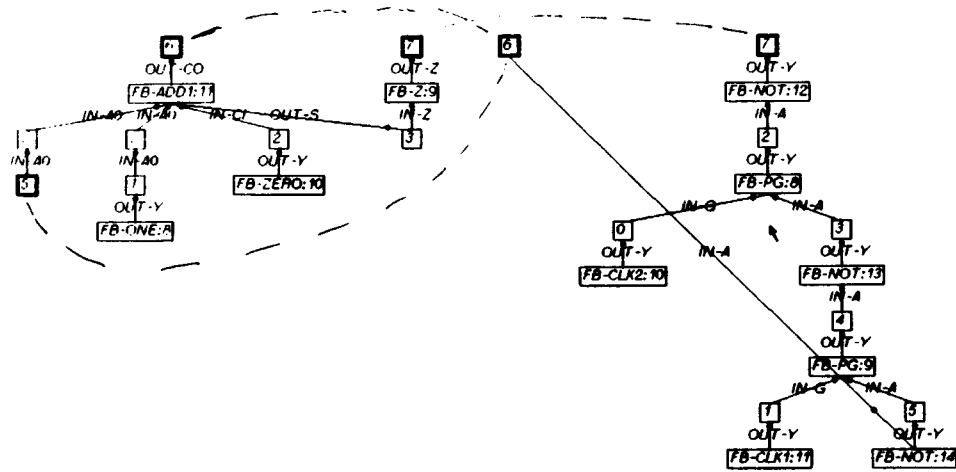 7 6 7
OUT-CO OUT-Z OUT-Y
FB-ADD1:11 FB-Z:9 FB-NOT:12
IN-A0 IN-A0 IN-CI OUT-S IN-Z IN-A
2 3 2
IN-A0 IN-A0 OUT-Y OUT-Y
5 1 FB-ZERO:10 FB-PG:8
OUT-Y IN-G IN-A
FB-ONE:8 0 3
OUT-Y IN-A OUT-Y
FB-CLK2:10 FB-NOT:13
IN-A
4
OUT-Y
FB-PG:9
IN-G IN-A
1 5
OUT-Y OUT-Y
FB-CLK1:11 FB-NOT:14